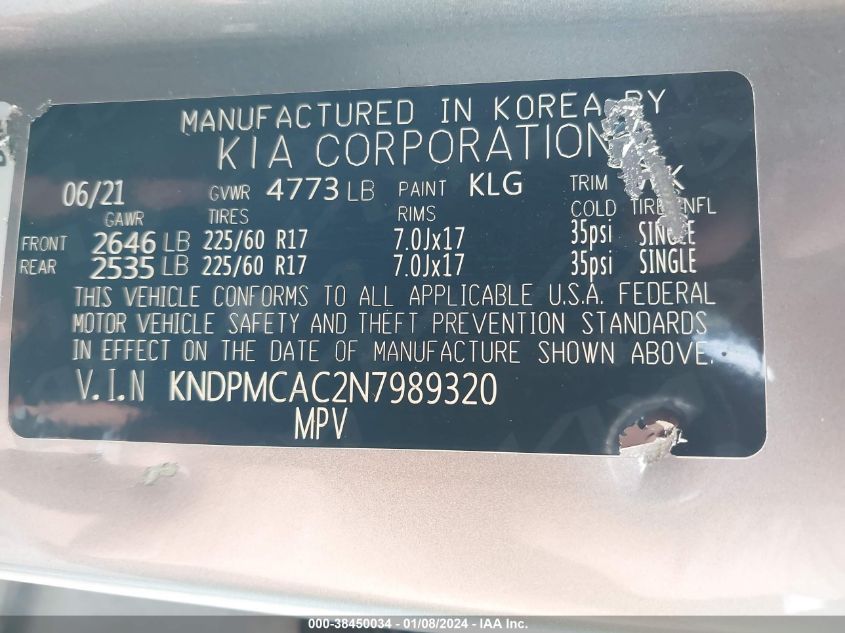 MANUFACTURED IN KOREA BY
KIA CORPORATION
06/21 GVWR 4773 LB PAINT KLG TRIM
GAWR TIRES RIMS COLD TIRE INFL
FRONT 2646 LB 225/60 R17 7.0Jx17 35psi SINGLE
REAR 2535 LB 225/60 R17 7.0Jx17 35psi SINGLE
THIS VEHICLE CONFORMS TO ALL APPLICABLE U.S.A. FEDERAL
MOTOR VEHICLE SAFETY AND THEFT PREVENTION STANDARDS
IN EFFECT ON THE DATE OF MANUFACTURE SHOWN ABOVE.
V.I.N KNDPMCAC2N7989320
MPV
000-38450034 - 01/08/2024 - IAA Inc.